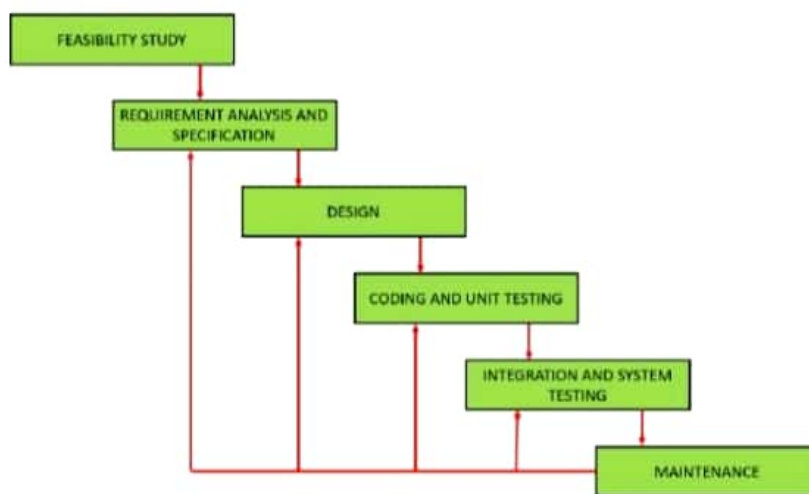 FEASIBILITY STUDY
REQUIREMENT ANALYSIS AND
SPECIFICATION
DESIGN
CODING AND UNIT TESTING
INTEGRATION AND SYSTEM
TESTING
MAINTENANCE